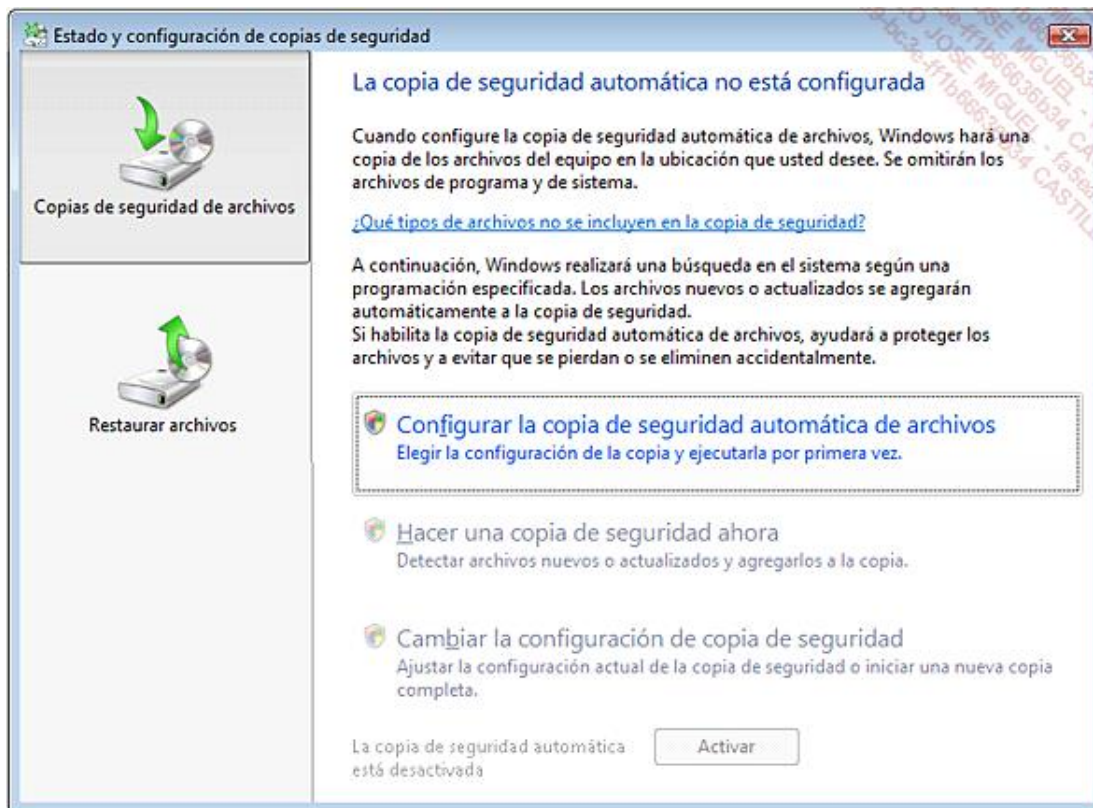 Estado y configuración de copias de seguridad
Copias de seguridad de archivos
Restaurar archivos
La copia de seguridad automática no está configurada
Cuando configure la copia de seguridad automática de archivos, Windows hará una
copia de los archivos del equipo en la ubicación que usted desee. Se omitirán los
archivos de programa y de sistema.
¿Qué tipos de archivos no se incluyen en la copia de seguridad?
A continuación, Windows realizará una búsqueda en el sistema según una
programación especificada. Los archivos nuevos o actualizados se agregarán
automáticamente a la copia de seguridad.
Si habilita la copia de seguridad automática de archivos, ayudará a proteger los
archivos y a evitar que se pierdan o se eliminen accidentalmente.
Configurar la copia de seguridad automática de archivos
Elegir la configuración de la copia y ejecutarla por primera vez.
Hacer una copia de seguridad ahora
Detectar archivos nuevos o actualizados y agregarlos a la copia.
Cambiar la configuración de copia de seguridad
Ajustar la configuración actual de la copia de seguridad o iniciar una nueva copia
completa.
La copia de seguridad automática
está desactivada
Activar